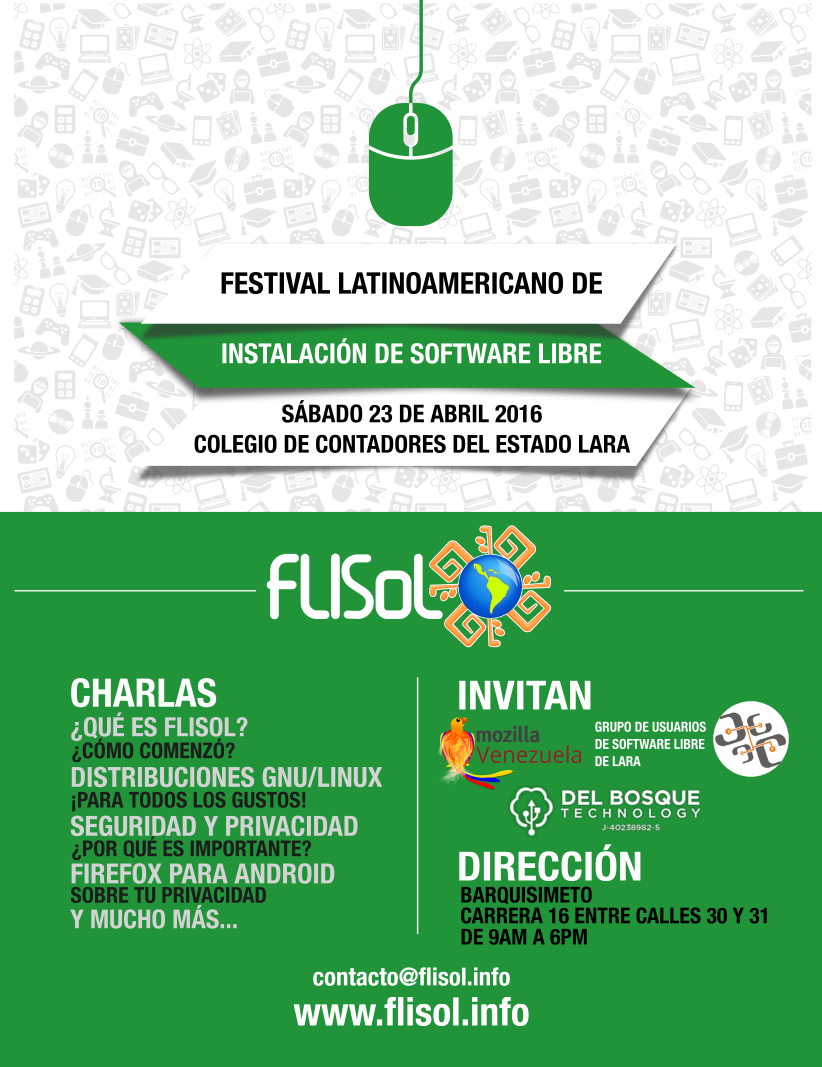 FESTIVAL LATINOAMERICANO DE
INSTALACIÓN DE SOFTWARE LIBRE
SÁBADO 23 DE ABRIL 2016
COLEGIO DE CONTADORES DEL ESTADO LARA
FLISoL
CHARLAS
¿QUÉ ES FLISOL?
¿CÓMO COMENZÓ?
DISTRIBUCIONES GNU/LINUX
¡PARA TODOS LOS GUSTOS!
SEGURIDAD Y PRIVACIDAD
¿POR QUÉ ES IMPORTANTE?
FIREFOX PARA ANDROID
SOBRE TU PRIVACIDAD
Y MUCHO MÁS...
INVITAN
mozilla
Venezuela
GRUPO DE USUARIOS
DE SOFTWARE LIBRE
DE LARA
DEL BOSQUE
TECHNOLOGY
J-40238982-5
DIRECCIÓN
BARQUISIMETO
CARRERA 16 ENTRE CALLES 30 Y 31
DE 9AM A 6PM
contacto@flisol.info
www.flisol.info